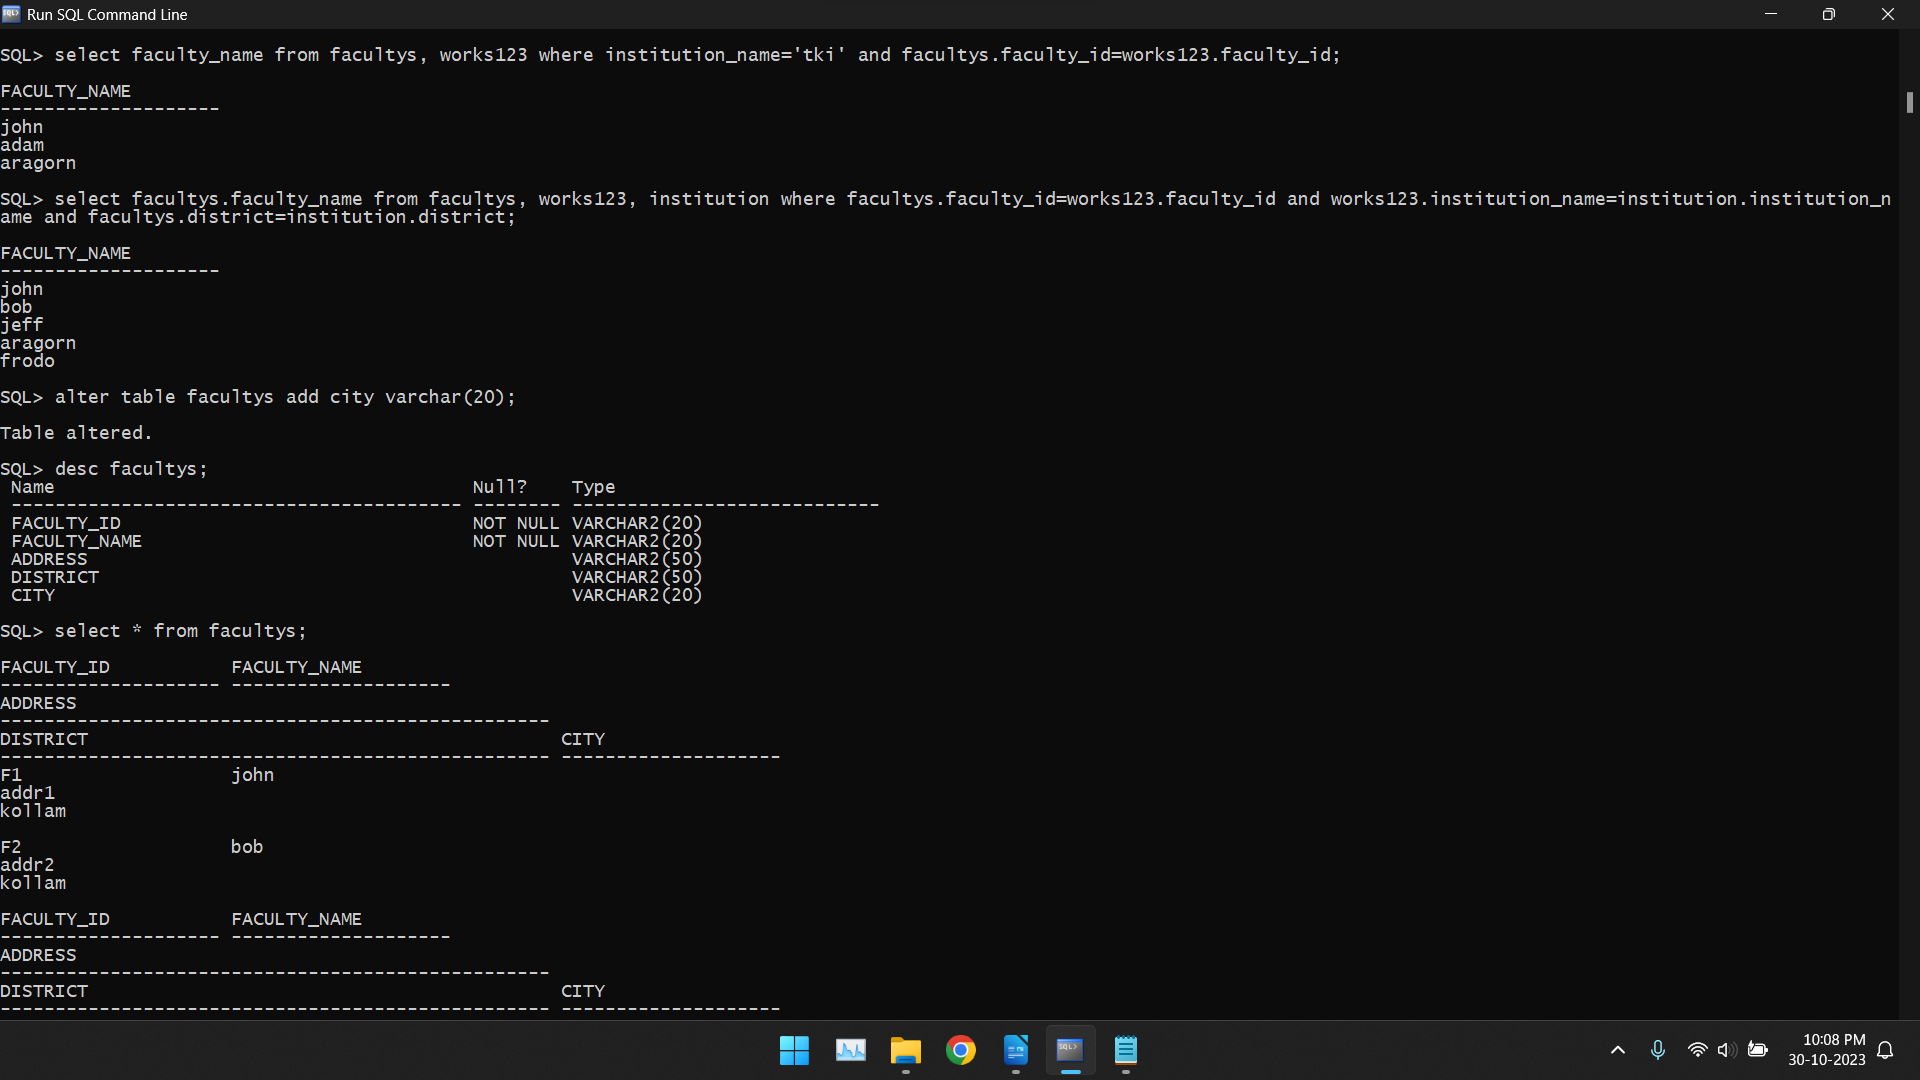 Run SQL Command Line
SQL> select faculty_name from facultys, works123 where institution_name='tki' and facultys.faculty_id=works123.faculty_id;
FACULTY_NAME
--------------------
john
adam
aragorn
SQL> select facultys.faculty_name from facultys, works123, institution where facultys.faculty_id=works123.faculty_id and works123.institution_name=institution.institution_n
ame and facultys.district=institution.district;
FACULTY_NAME
--------------------
john
bob
jeff
aragorn
frodo
SQL> alter table facultys add city varchar(20);
Table altered.
SQL> desc facultys;
 Name                                      Null?    Type
 ----------------------------------------- -------- ----------------------------
 FACULTY_ID                                NOT NULL VARCHAR2(20)
 FACULTY_NAME                              NOT NULL VARCHAR2(20)
 ADDRESS                                            VARCHAR2(50)
 DISTRICT                                           VARCHAR2(50)
 CITY                                               VARCHAR2(20)
SQL> select * from facultys;
FACULTY_ID           FACULTY_NAME
-------------------- --------------------
ADDRESS
--------------------------------------------------
DISTRICT                                           CITY
-------------------------------------------------- --------------------
F1                   john
addr1
kollam
F2                   bob
addr2
kollam
FACULTY_ID           FACULTY_NAME
-------------------- --------------------
ADDRESS
--------------------------------------------------
DISTRICT                                           CITY
-------------------------------------------------- --------------------
SQL>
10:08 PM
30-10-2023